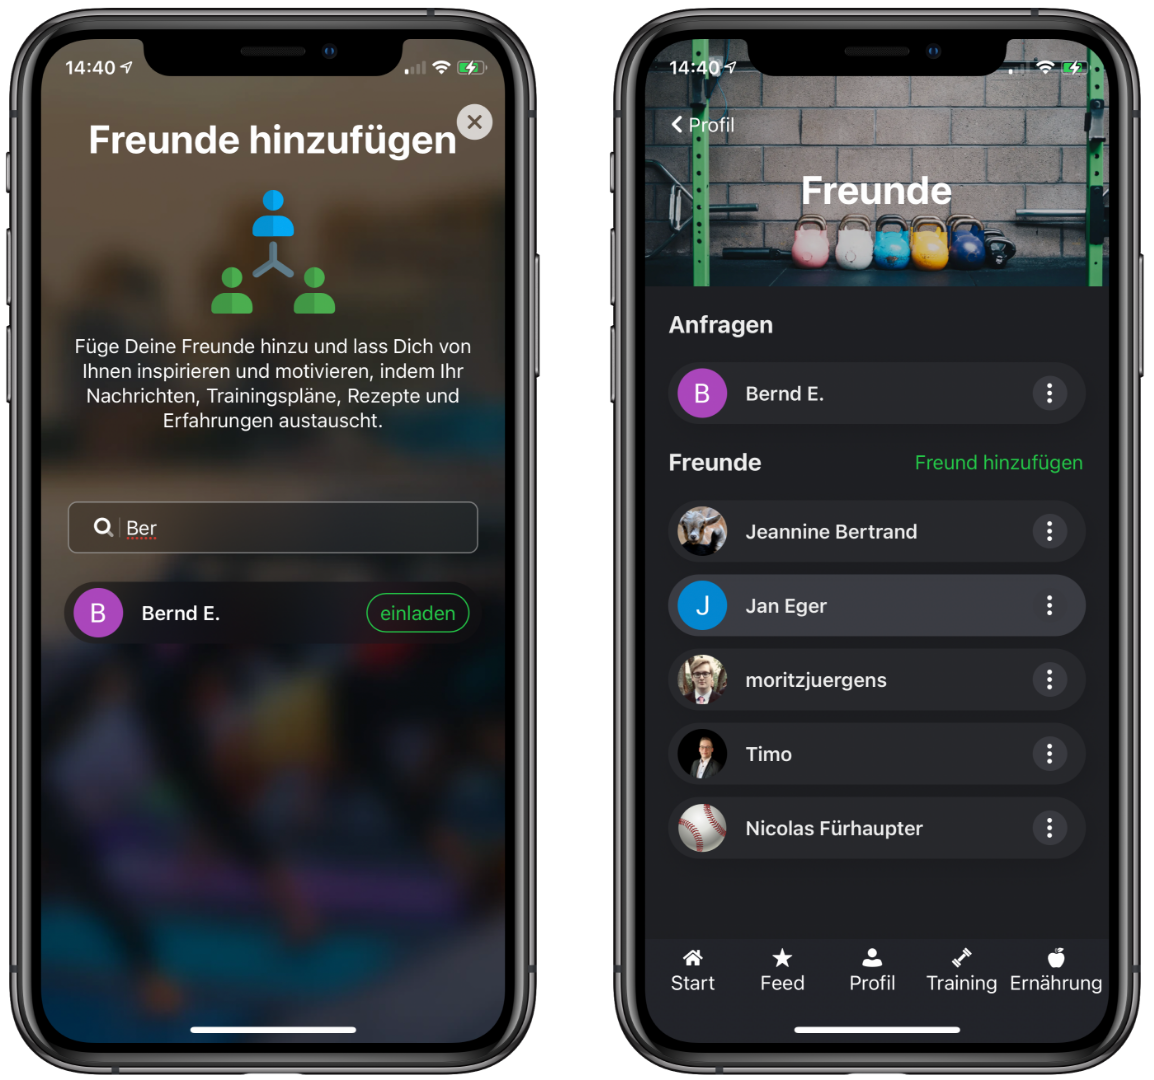 14:40
Freunde hinzufügen
Füge Deine Freunde hinzu und lass Dich von
Ihnen inspirieren und motivieren, indem Ihr
Nachrichten, Trainingspläne, Rezepte und
Erfahrungen austauscht.
Ber
B Bernd E. einladen
14:40
Profil
Freunde
Anfragen
B Bernd E.
Freunde Freund hinzufügen
Jeannine Bertrand
J Jan Eger
moritzjuergens
Timo
Nicolas Fürhaupter
Start Feed Profil Training Ernährung